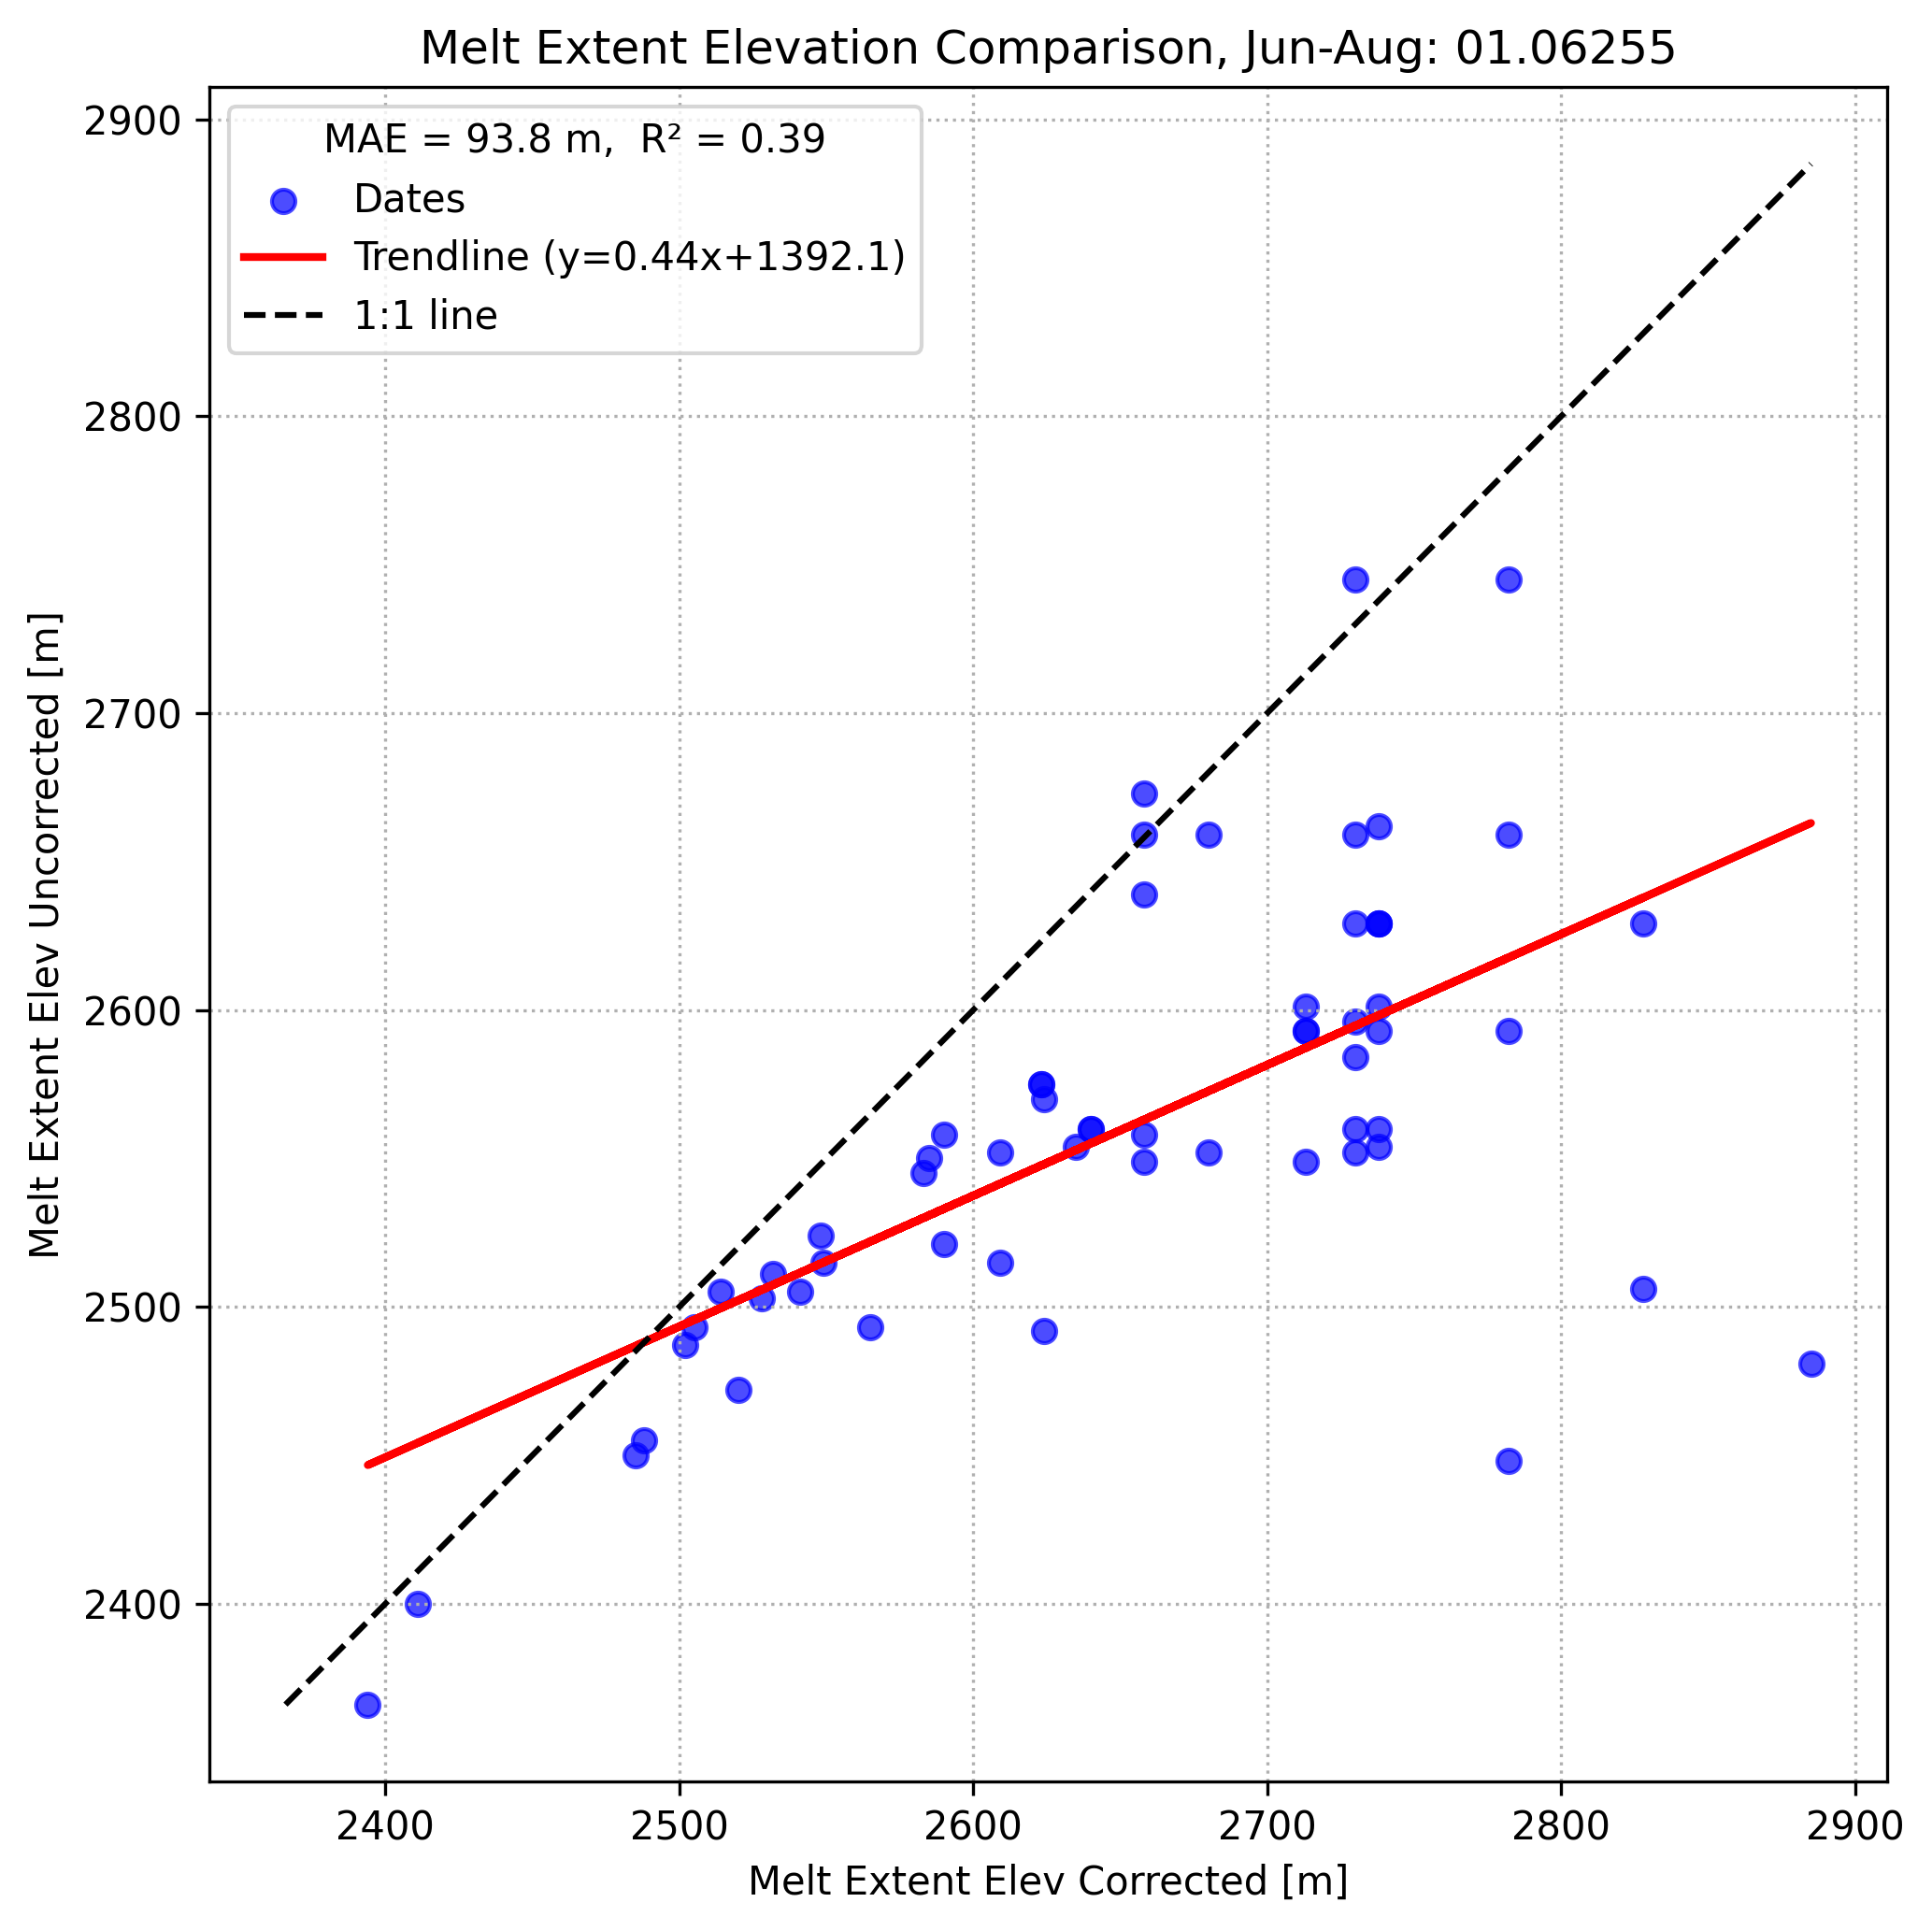 Melt Extent Elevation Comparison, Jun-Aug: 01.06255
MAE = 93.8 m,  R² = 0.39
Dates
Trendline (y=0.44x+1392.1)
1:1 line
Melt Extent Elev Uncorrected [m]
2900
2800
2700
2600
2500
2400
2400 2500 2600 2700 2800 2900
Melt Extent Elev Corrected [m]